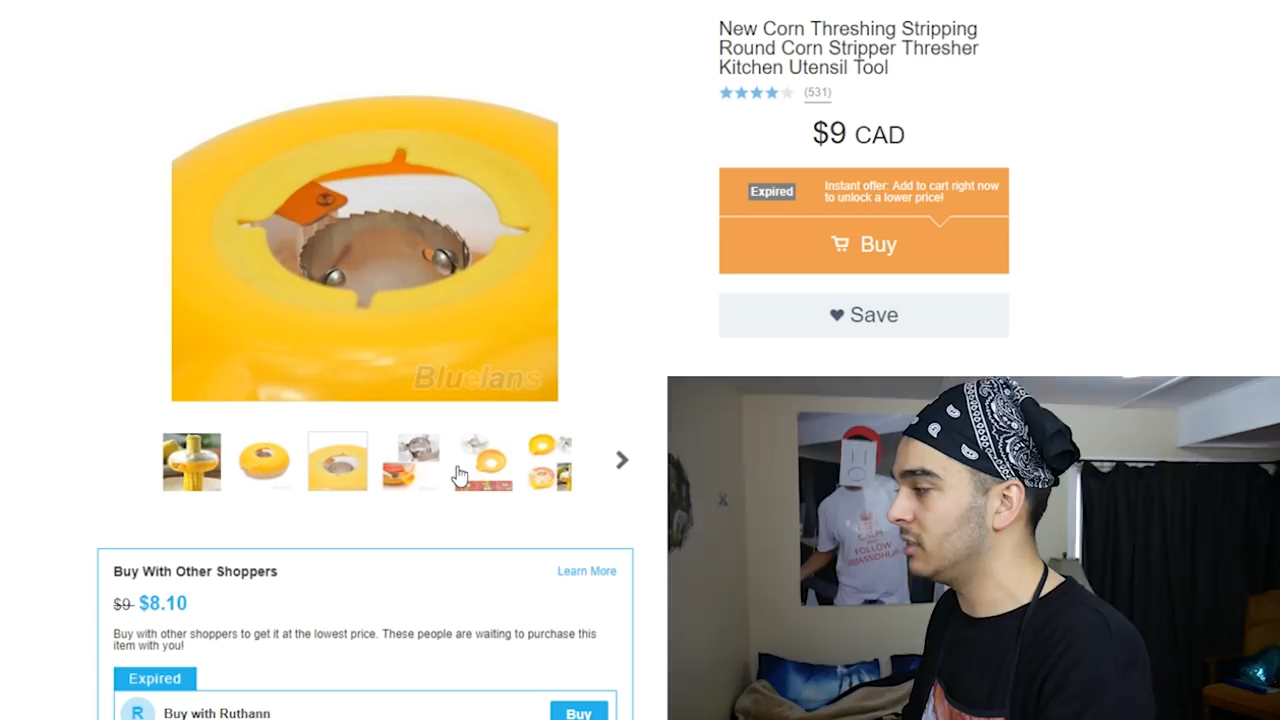 New Corn Threshing Stripping
Round Corn Stripper Thresher
Kitchen Utensil Tool
(531)
$9 CAD
Expired
Instant offer: Add to cart right now
to unlock a lower price!
Buy
Save
Bluelans
Buy With Other Shoppers
Learn More
$9 $8.10
Buy with other shoppers to get it at the lowest price. These people are waiting to purchase this
item with you!
Expired
R
Buy with Ruthann
Buy
CALM
AND
FOLLOW